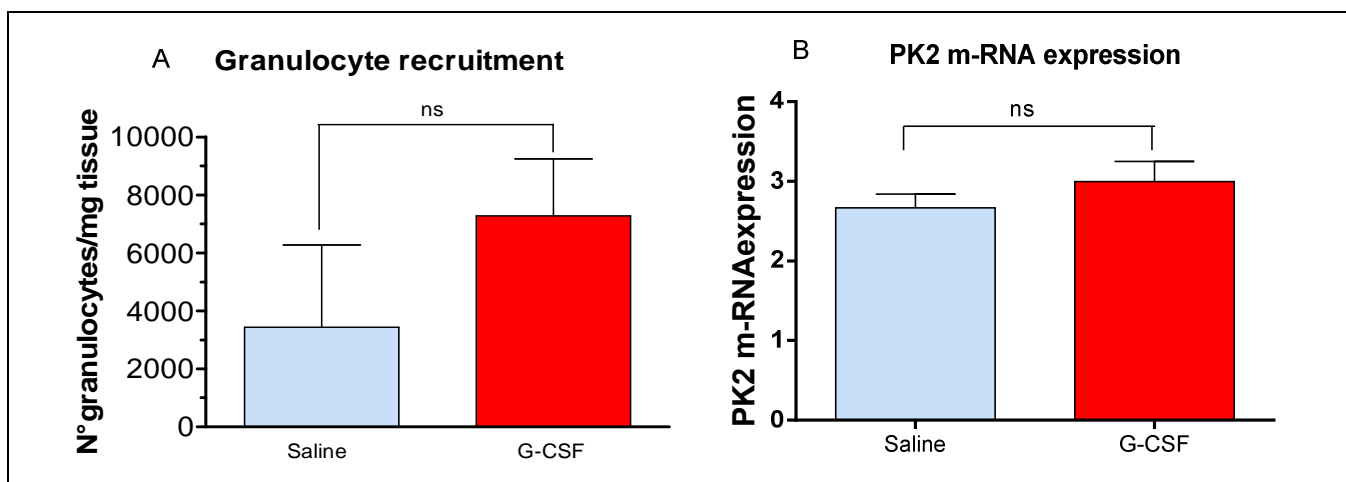 A Granulocyte recruitment
ns
N°granulocytes/mg tissue
10000
8000
6000
4000
2000
0
Saline
G-CSF
B PK2 m-RNA expression
ns
PK2 m-RNAexpression
4
3
2
1
0
Saline
G-CSF